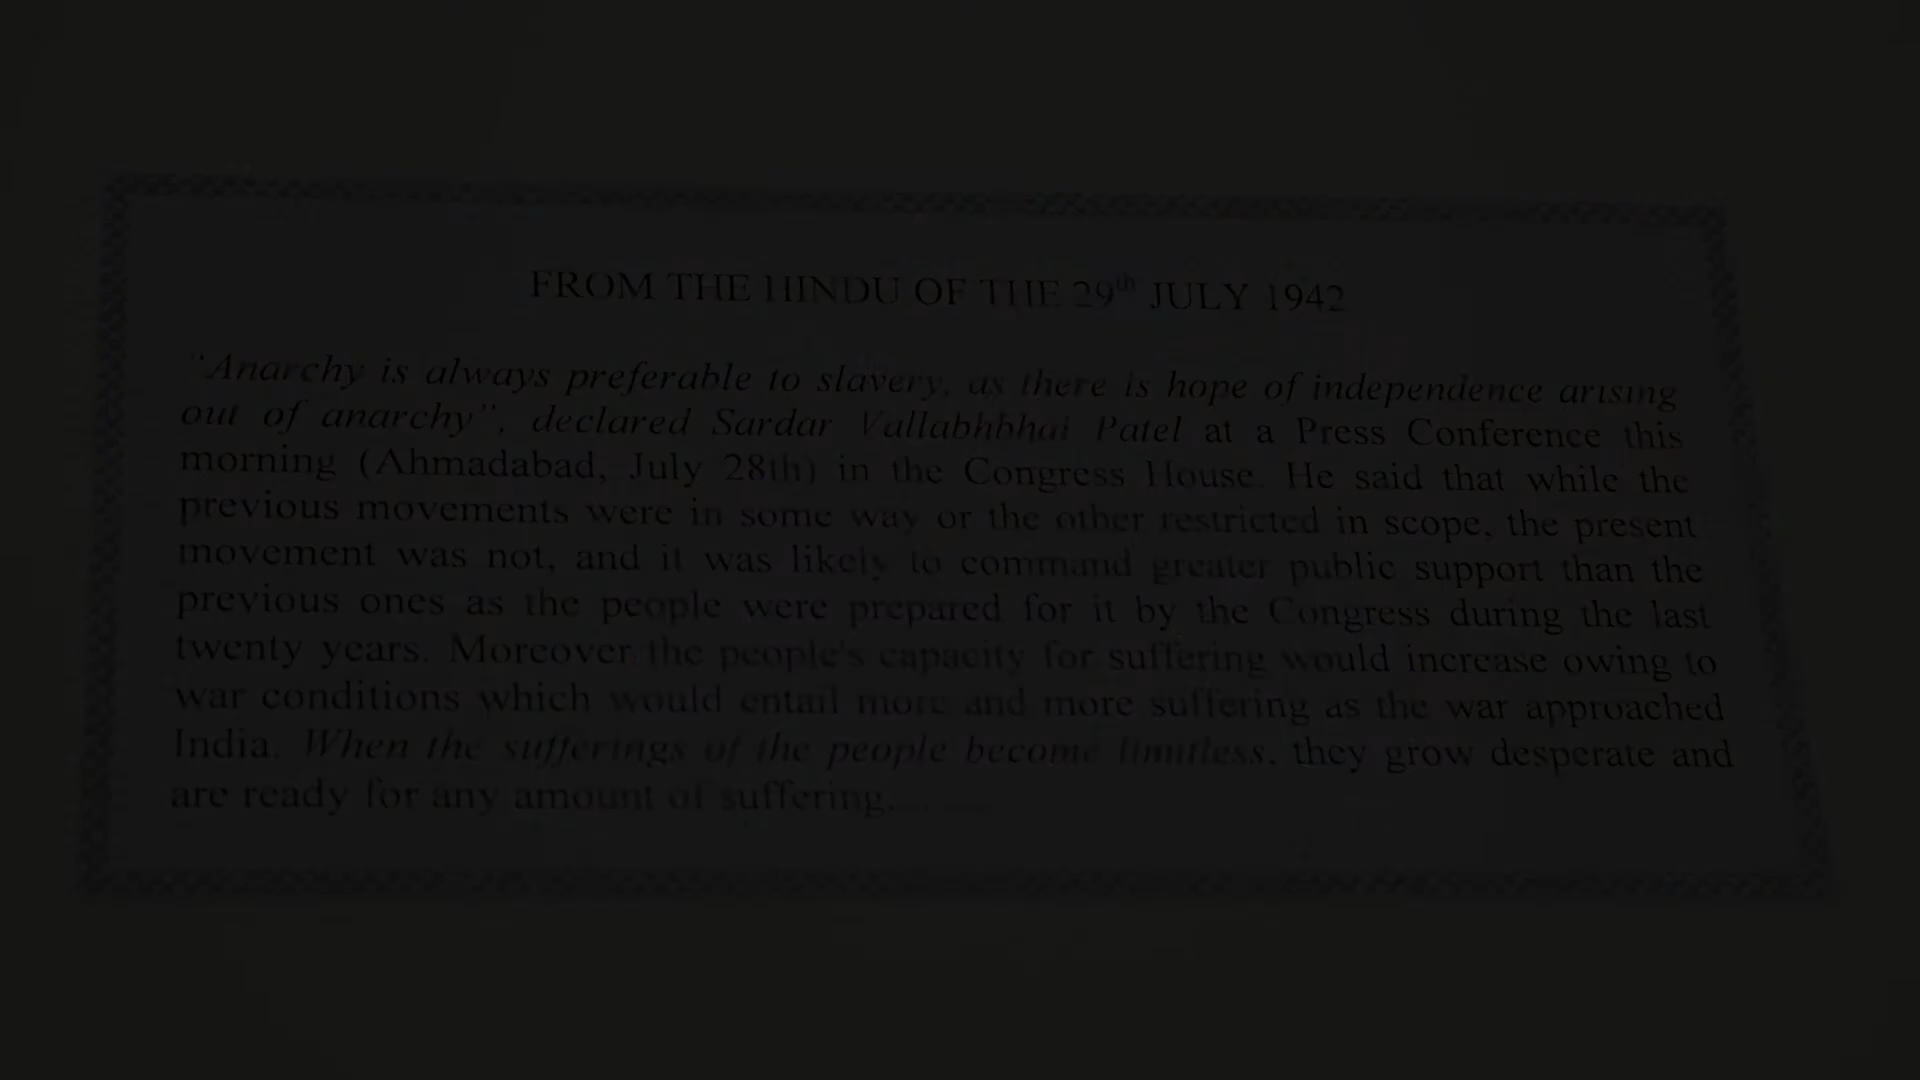 FROM THE HINDU OF THE 29th JULY 1942
"Anarchy is always preferable to slavery, as there is hope of independence arising
out of anarchy", declared Sardar Vallabhbhai Patel at a Press Conference this
morning (Ahmadabad, July 28th) in the Congress House. He said that while the
previous movements were in some way or the other restricted in scope, the present
movement was not, and it was likely to command greater public support than the
previous ones as the people were prepared for it by the Congress during the last
twenty years. Moreover the people's capacity for suffering would increase owing to
war conditions which would entail more and more suffering as the war approached
India. When the sufferings of the people become limitless, they grow desperate and
are ready for any amount of suffering.......